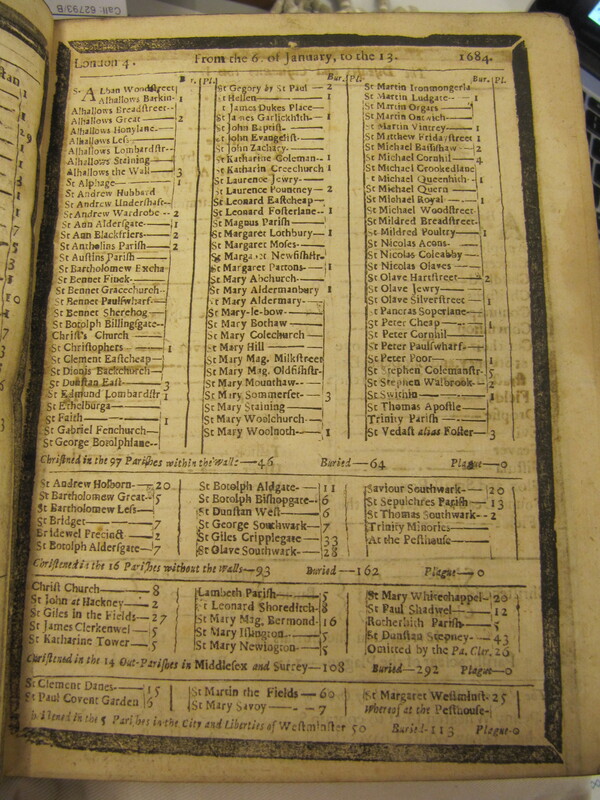 Call: 62793/B
London 4. From the 6. of January, to the 13. 1684.
Bur. Pl.
St Alban Woodstreet
Alhallows Barkin- 1
Alhallows Breadstreet
Alhallows Great 2
Alhallows Honylane
Alhallows Less
Alhallows Lombardstr
Alhallows Staining
Alhallows the Wall 3
St Alphage 1
St Andrew Hubbard
St Andrew Undershaft
St Andrew Wardrobe 2
St Ann Aldersgate 1
St Ann Blackfriers 2
St Antholins Parish 2
St Austins Parish
St Bartholomew Excha
St Bennet Finck
St Bennet Gracechurch
St Bennet Paulswharf
St Bennet Sherehog
St Botolph Billingsgate
Christ's Church
St Christophers 1
St Clement Eastcheap
St Dionis Backchurch
St Dunstan East 3
St Edmund Lombardstr 1
St Ethelburga
St Faith 1
St Gabriel Fenchurch
St George Botolphlane
Bur. Pl.
St Gegory by St Paul 2
St Hellen 1
St James Dukes Place
St James Garlickhith 1
St John Baptist
St John Evangelist
St John Zachary
St Katharine Coleman 1
St Katharin Creechurch 1
St Laurence Jewry
St Laurence Pountney 2
St Leonard Eastcheap
St Leonard Fosterlane 1
St Magnus Parish
St Margaret Lothbury 1
St Margaret Moses
St Margaret Newfishstr
St Margaret Pattons 1
St Mary Abchurch
St Mary Aldermanbury 1
St Mary Aldermary
St Mary-le-bow
St Mary Bothaw
St Mary Colechurch
St Mary Hill
St Mary Mag. Milkstreet
St Mary Mag. Oldfishstr
St Mary Mounthaw
St Mary Sommerset 3
St Mary Staining
St Mary Woolchurch
St Mary Woolnoth 1
Bur. Pl.
St Martin Ironmongerla
St Martin Ludgate 1
St Martin Orgars
St Martin Outwich
St Martin Vintrey
St Matthew Fridaystreet 1
St Michael Bassishaw 2
St Michael Cornhil 4
St Michael Crookedlane
St Michael Queenhith 1
St Michael Quern
St Michael Royal 1
St Michael Woodstreet
St Mildred Breadstreet
St Mildred Poultry 1
St Nicolas Acons
St Nicolas Coleabby
St Nicolas Olaves
St Olave Hartstreet 2
St Olave Jewry
St Olave Silverstreet 1
St Pancras Soperlane
St Peter Cheap 1
St Peter Cornhil
St Peter Paulswharf
St Peter Poor 1
St Stephen Colemanstr 5
St Stephen Walbrook 2
St Swithin 1
St Thomas Apostle
Trinity Parish
St Vedast alias Foster 3
Christned in the 97 Parishes within the Walls—46 Buried—64 Plague—0
St Andrew Holborn 20
St Bartholomew Great 5
St Bartholomew Less
St Bridget 7
Bridewel Precinct 2
St Botolph Aldersgate 7
St Botolph Aldgate 11
St Botolph Bishopgate 6
St Dunstan West 6
St George Southwark 7
St Giles Cripplegate 33
St Olave Southwark 28
Saviour Southwark 20
St Sepulchres Parish 13
St Thomas Southwark 2
Trinity Minories
At the Pesthouse
Christned in the 16 Parishes without the Walls—93 Buried—162 Plague—0
Christ Church 8
St John at Hackney 2
St Giles in the Fields 27
St James Clerkenwel 5
St Katharine Tower 5
Lambeth Parish 5
St Leonard Shoreditch 8
St Mary Mag. Bermond 16
St Mary Islington 5
St Mary Newington 5
St Mary Whitechappel 20
St Paul Shadwel 12
Rotherhith Parish 5
St Dunstan Stepney 43
Omitted by the Pa. Cler. 26
Christned in the 14 Out-Parishes in Middlesex and Surrey—108 Buried—292 Plague—0
St Clement Danes 15
St Paul Covent Garden 6
St Martin the Fields 60
St Mary Savoy 7
St Margaret Westminst 25
Whereof at the Pesthouse
Christned in the 5 Parishes in the City and Liberties of Westminster 50 Buried-113 Plague-0